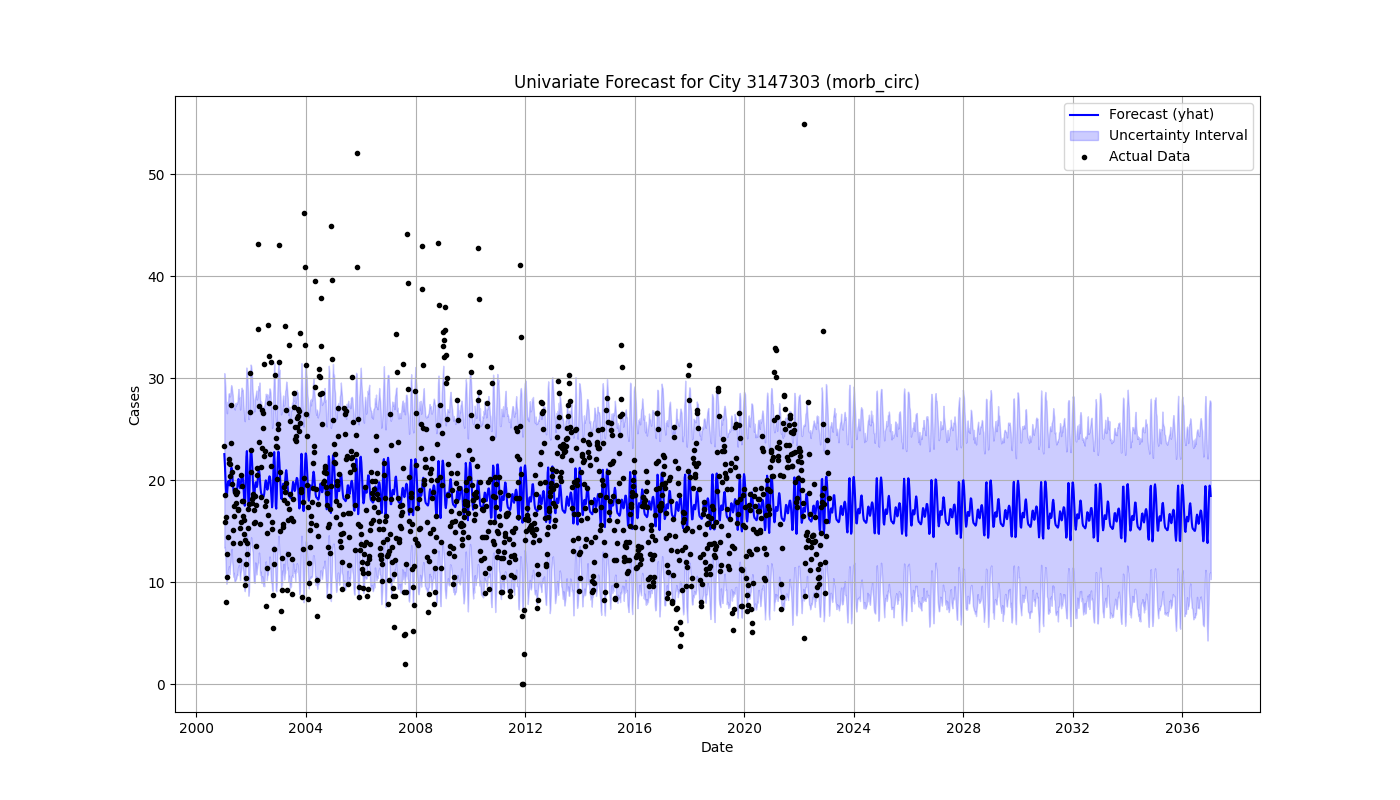 Univariate Forecast for City 3147303 (morb_circ)
Forecast (yhat)
Uncertainty Interval
Actual Data
Cases
50
40
30
20
10
0
2000 2004 2008 2012 2016 2020 2024 2028 2032 2036
Date